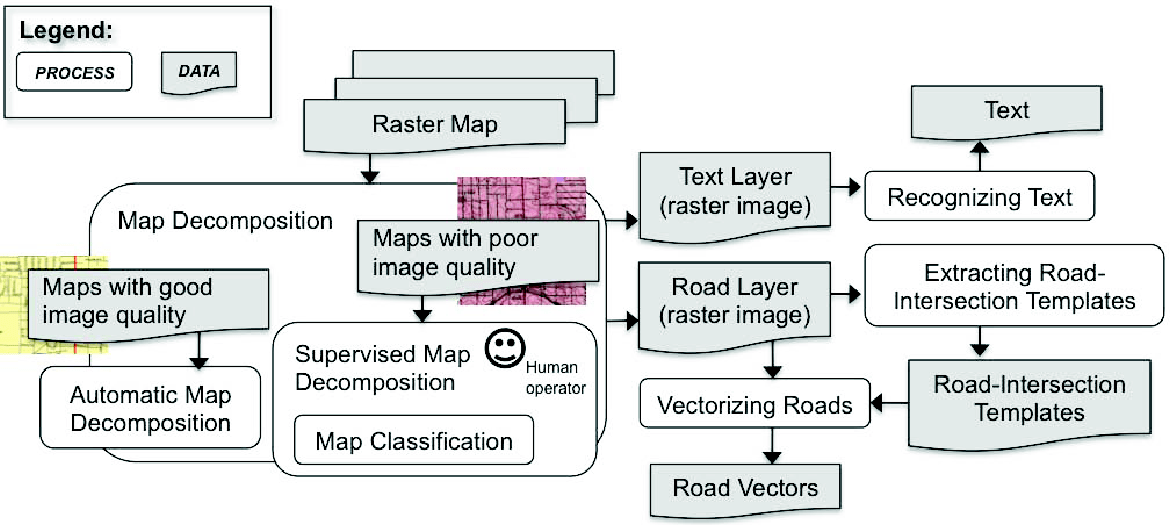 Legend:
PROCESS
DATA
Raster Map
Map Decomposition
Maps with poor
image quality
Maps with good
image quality
Automatic Map
Decomposition
Supervised Map
Decomposition
Human
operator
Map Classification
Text Layer
(raster image)
Recognizing Text
Text
Road Layer
(raster image)
Extracting Road-
Intersection Templates
Road-Intersection
Templates
Vectorizing Roads
Road Vectors